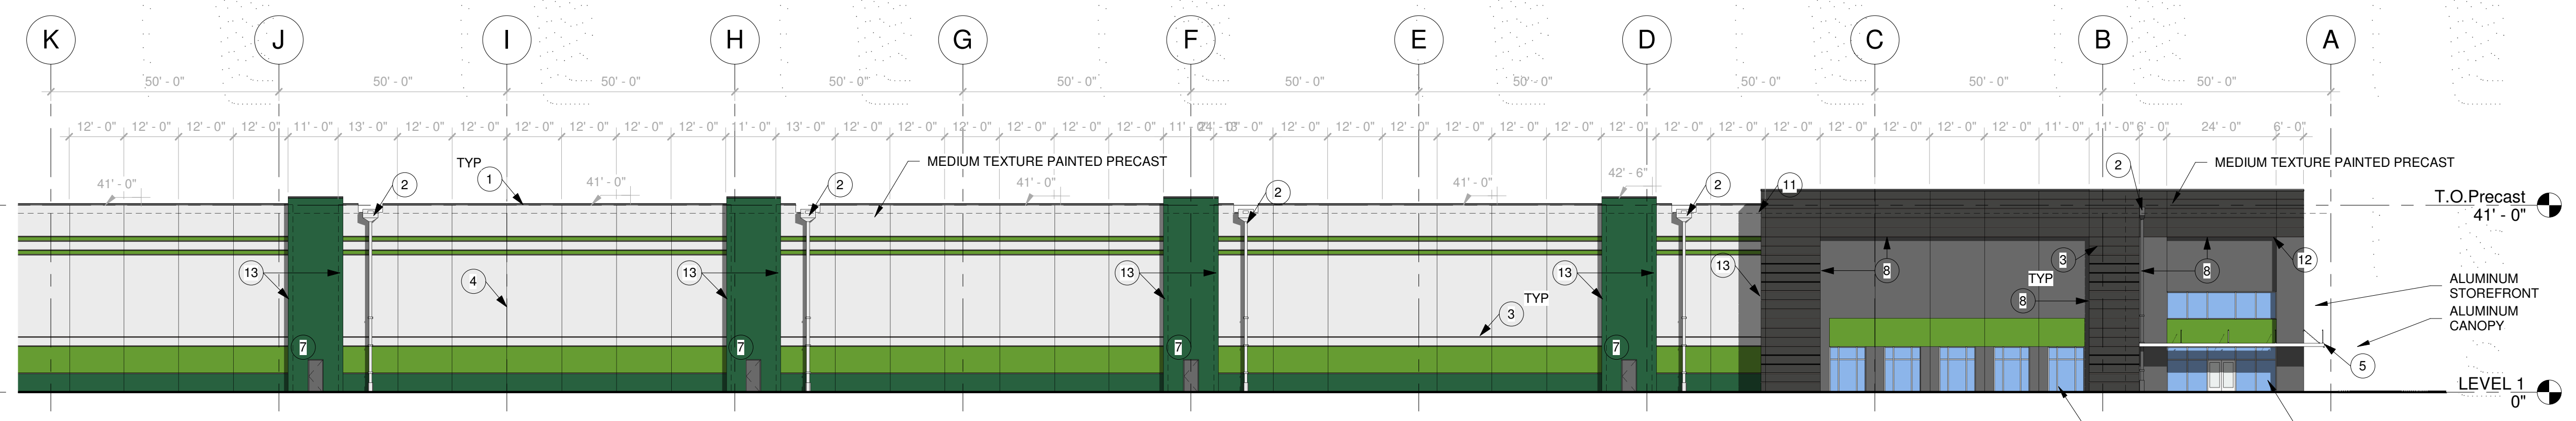 K J I H G F E D C B A
50' - 0" 50' - 0" 50' - 0" 50' - 0" 50' - 0" 50' - 0" 50' - 0" 50' - 0" 50' - 0" 50' - 0"
12' - 0" 12' - 0" 12' - 0" 12' - 0" 11' - 0" 13' - 0" 12' - 0" 12' - 0" 12' - 0" 12' - 0" 12' - 0" 12' - 0" 11' - 0" 13' - 0" 12' - 0" 12' - 0" 12' - 0" 12' - 0" 12' - 0" 12' - 0" 12' - 0" 12' - 0" 12' - 0" 12' - 0" 12' - 0" 12' - 0" 12' - 0" 12' - 0" 12' - 0" 12' - 0" 12' - 0" 12' - 0" 12' - 0" 12' - 0" 11' - 0" 11' - 0" 6' - 0" 24' - 0" 6' - 0"
TYP MEDIUM TEXTURE PAINTED PRECAST MEDIUM TEXTURE PAINTED PRECAST
2
41' - 0" 2 1 41' - 0" 2 41' - 0" 2 41' - 0" 42' - 6" 2 11
T.O.Precast
41' - 0"
13 4 13 13 13 13 8 3 8 12
TYP
8
ALUMINUM
STOREFRONT
ALUMINUM
CANOPY
TYP
3
7 7 7 7
5
LEVEL 1
0"